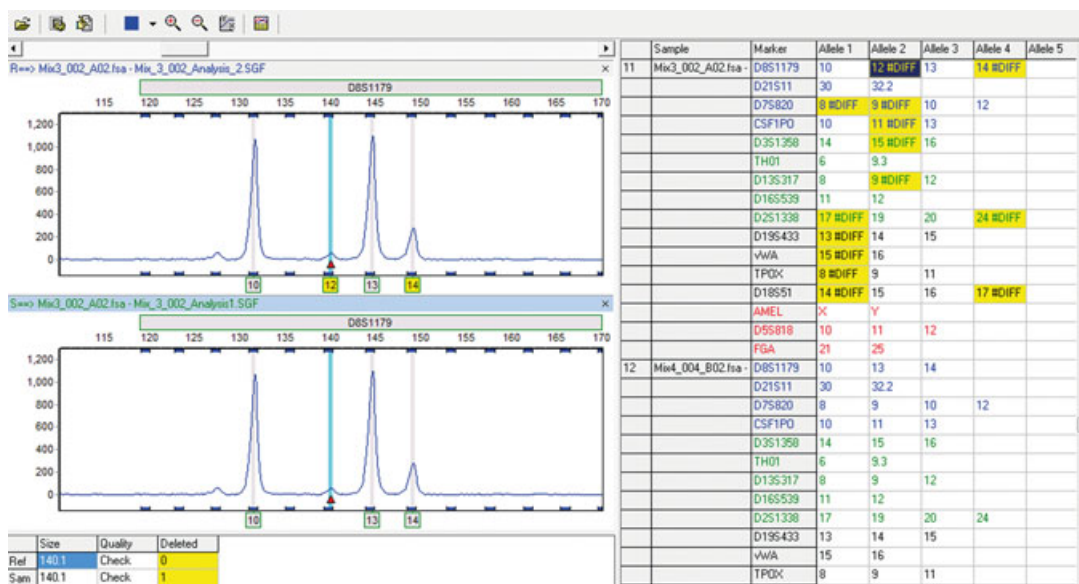 R==> Mix3_002_A02.fsa - Mix_3_002_Analysis_2.SGF
D8S1179
115 120 125 130 135 140 145 150 155 160 165 170
1,200
1,000
800
600
400
200
0
10 12 13 14
S==> Mix3_002_A02.fsa - Mix_3_002_Analysis1.SGF
D8S1179
115 120 125 130 135 140 145 150 155 160 165 170
1,200
1,000
800
600
400
200
0
10 13 14
Size Quality Deleted
Ref 140.1 Check 0
Sam 140.1 Check 1
Sample Marker Allele 1 Allele 2 Allele 3 Allele 4 Allele 5
11 Mix3_002_A02.fsa - D8S1179 10 12 #DIFF 13 14 #DIFF
D21S11 30 32.2
D7S820 8 #DIFF 9 #DIFF 10 12
CSF1PO 10 11 #DIFF 13
D3S1358 14 15 #DIFF 16
TH01 6 9.3
D13S317 8 9 #DIFF 12
D16S539 11 12
D2S1338 17 #DIFF 19 20 24 #DIFF
D19S433 13 #DIFF 14 15
vWA 15 #DIFF 16
TPOX 8 #DIFF 9 11
D18S51 14 #DIFF 15 16 17 #DIFF
AMEL X Y
D5S818 10 11 12
FGA 21 25
12 Mix4_004_B02.fsa - D8S1179 10 13 14
D21S11 30 32.2
D7S820 8 9 10 12
CSF1PO 10 11 13
D3S1358 14 15 16
TH01 6 9.3
D13S317 8 9 12
D16S539 11 12
D2S1338 17 19 20 24
D19S433 13 14 15
vWA 15 16
TPOX 8 9 11